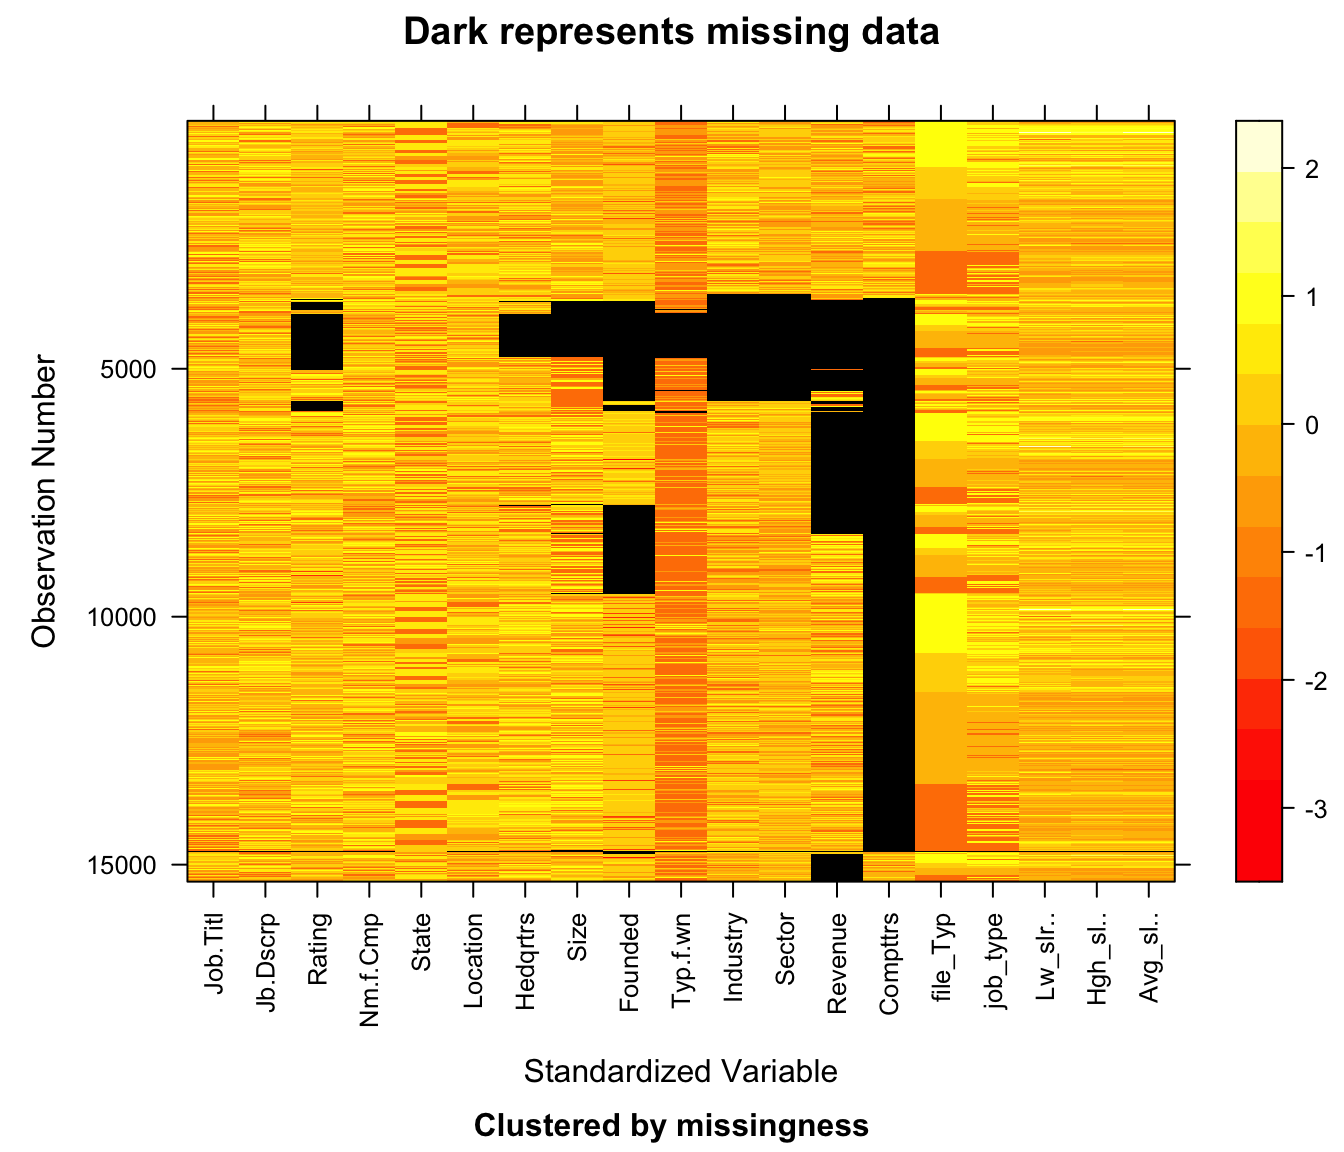 Dark represents missing data
Observation Number
5000
10000
15000
2
1
0
-1
-2
-3
Job.Titl
Jb.Dscrp
Rating
Nm.f.Cmp
State
Location
Hedqrtrs
Size
Founded
Typ.f.wn
Industry
Sector
Revenue
Compttrs
file_Typ
job_type
Lw_slr..
Hgh_sl..
Avg_sl..
Standardized Variable
Clustered by missingness